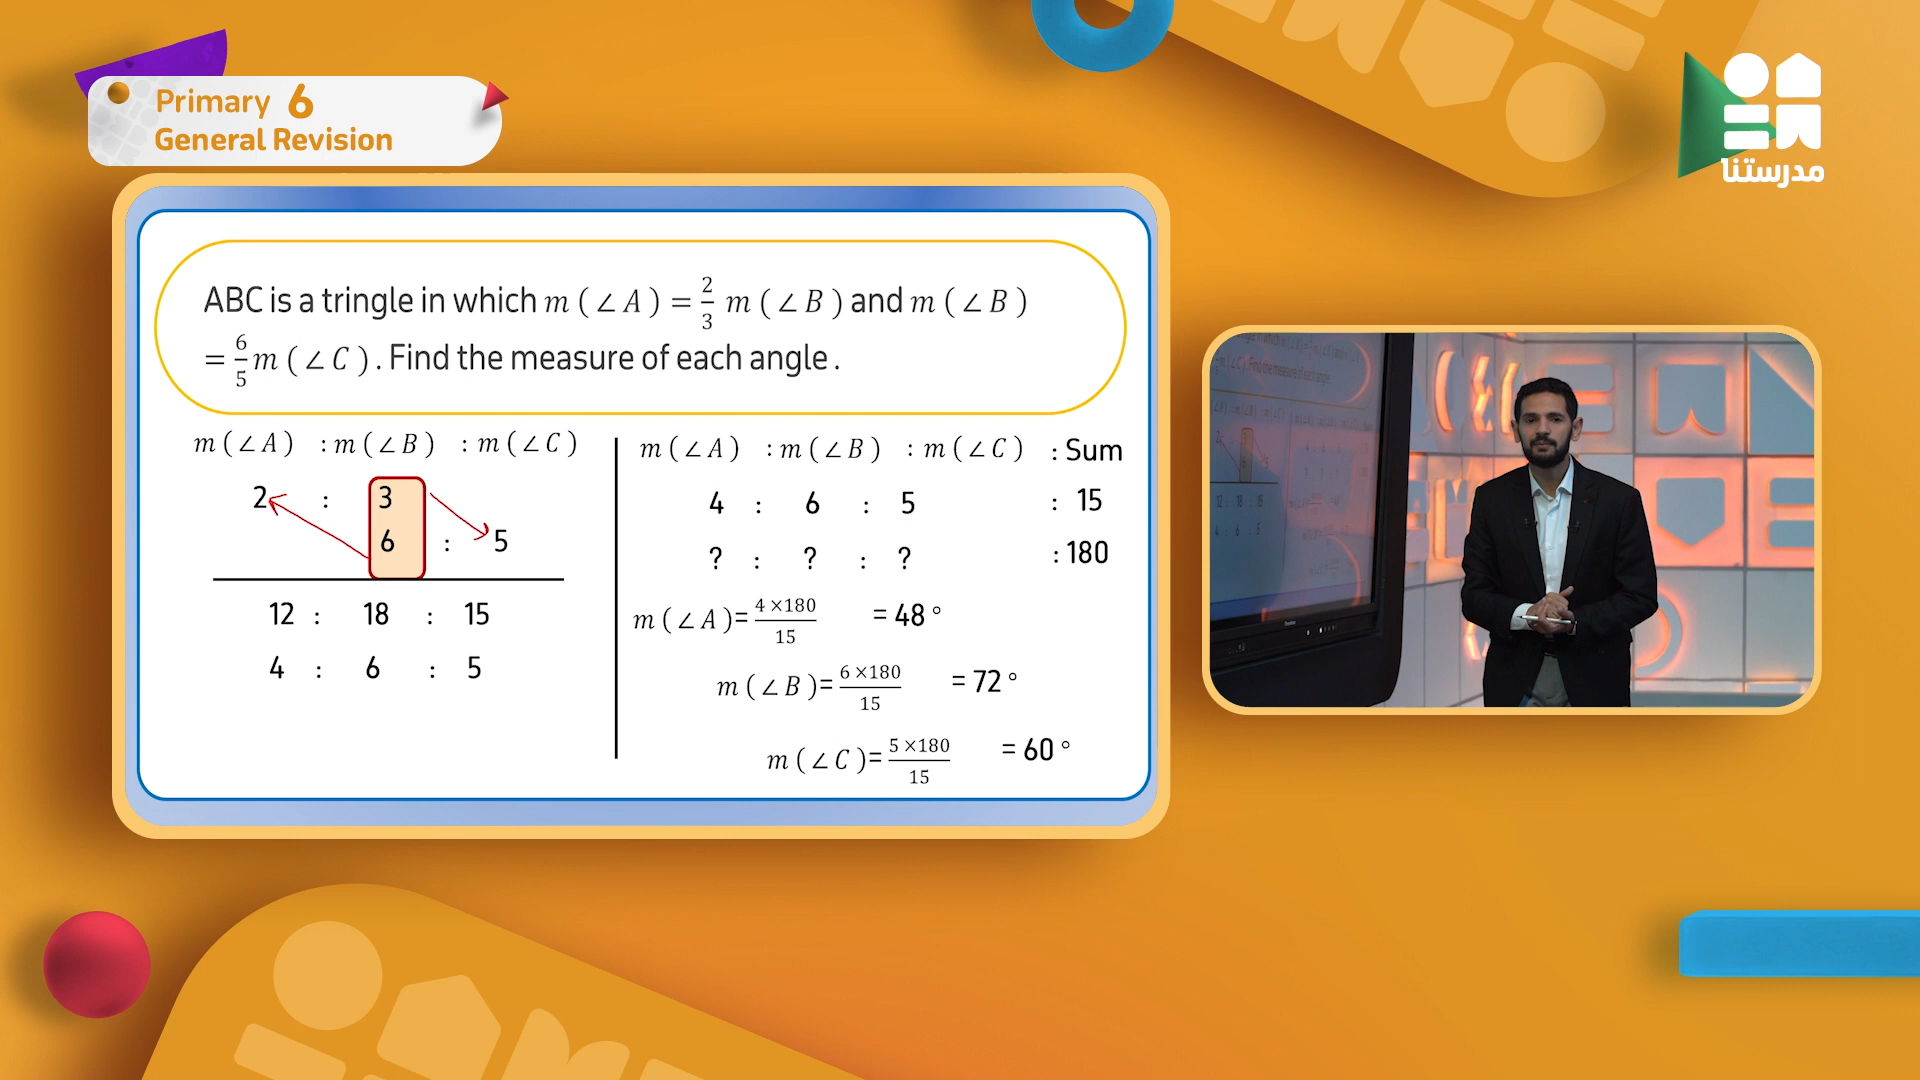 Primary 6
General Revision
مدرستنا
ABC is a tringle in which m ( ∠ A ) = 2/3 m ( ∠ B ) and m ( ∠ B )
= 6/5 m ( ∠ C ) . Find the measure of each angle .
m ( ∠ A ) : m ( ∠ B ) : m ( ∠ C )
2 : 3
6 : 5
12 : 18 : 15
4 : 6 : 5
m ( ∠ A ) : m ( ∠ B ) : m ( ∠ C ) : Sum
4 : 6 : 5 : 15
? : ? : ? : 180
m ( ∠ A )= 4 ×180/15 = 48 °
m ( ∠ B )= 6 ×180/15 = 72 °
m ( ∠ C )= 5 ×180/15 = 60 °